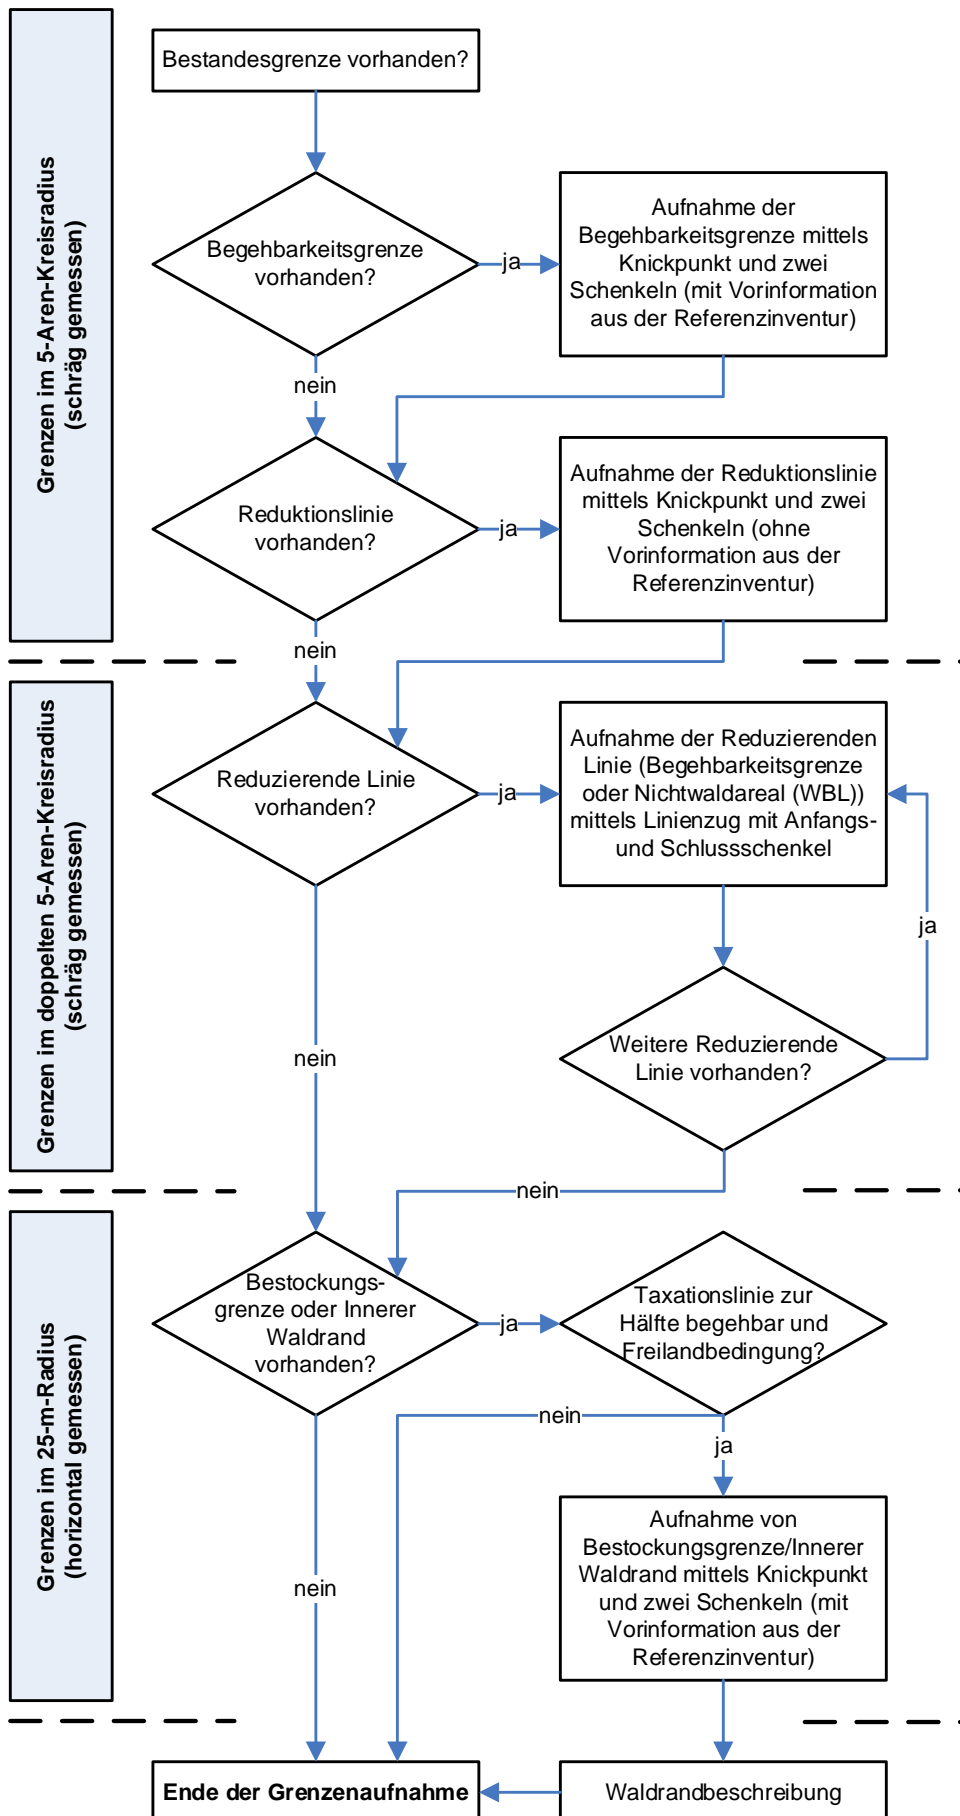 Grenzen im 5-Aren-Kreisradius
(schräg gemessen)
Bestandesgrenze vorhanden?
Begehbarkeitsgrenze
vorhanden?
ja
Aufnahme der
Begehbarkeitsgrenze mittels
Knickpunkt und zwei
Schenkeln (mit Vorinformation
aus der Referenzinventur)
nein
Reduktionslinie
vorhanden?
ja
Aufnahme der Reduktionslinie
mittels Knickpunkt und zwei
Schenkeln (ohne
Vorinformation aus der
Referenzinventur)
nein
Grenzen im doppelten 5-Aren-Kreisradius
(schräg gemessen)
Reduzierende Linie
vorhanden?
ja
Aufnahme der Reduzierenden
Linie (Begehbarkeitsgrenze
oder Nichtwaldareal (WBL))
mittels Linienzug mit Anfangs-
und Schlussschenkel
ja
Weitere Reduzierende
Linie vorhanden?
nein
nein
Grenzen im 25-m-Radius
(horizontal gemessen)
Bestockungs-
grenze oder Innerer
Waldrand
vorhanden?
ja
Taxationslinie zur
Hälfte begehbar und
Freilandbedingung?
nein
ja
Aufnahme von
Bestockungsgrenze/Innerer
Waldrand mittels Knickpunkt
und zwei Schenkeln (mit
Vorinformation aus der
Referenzinventur)
nein
Ende der Grenzenaufnahme
Waldrandbeschreibung